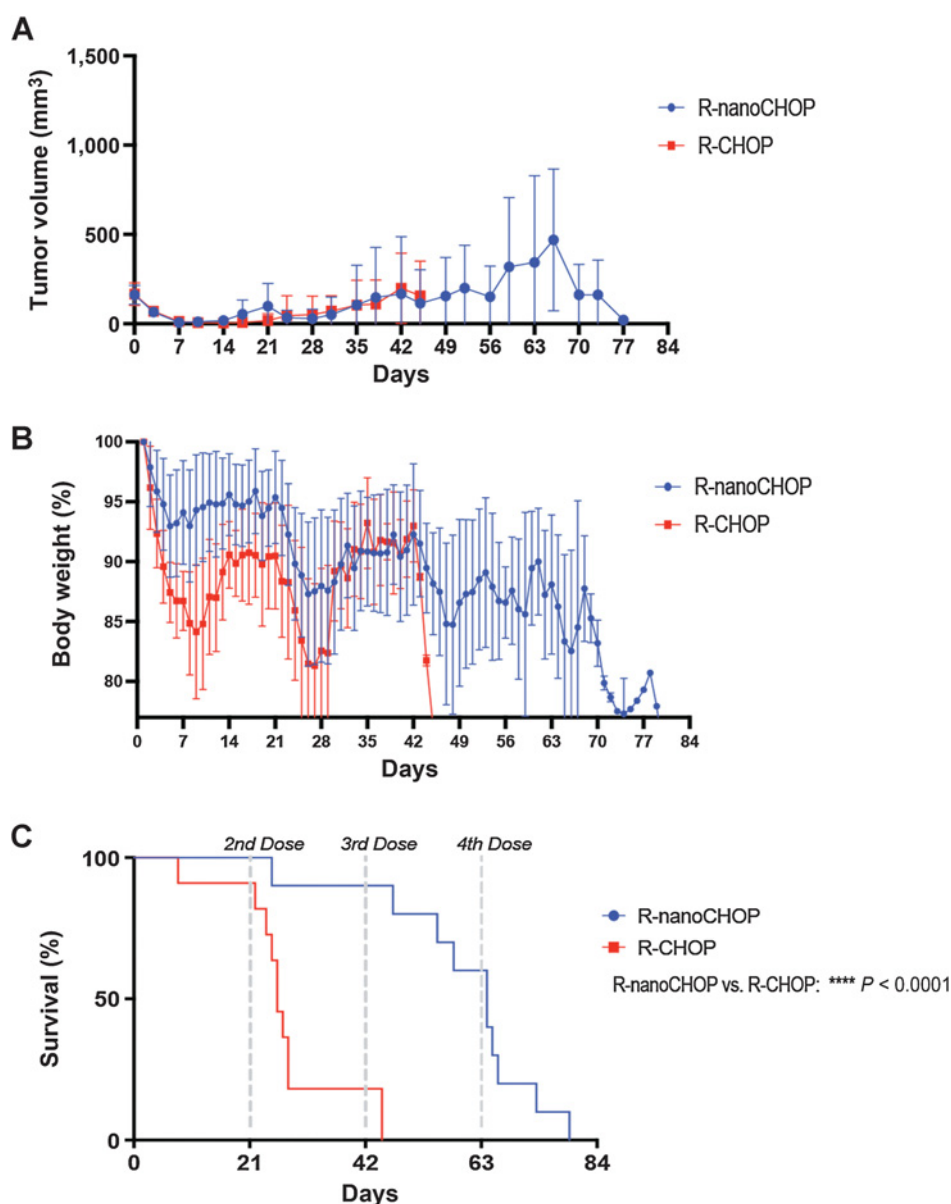 A
Tumor volume (mm³)
1,500
1,000
500
0
0 7 14 21 28 35 42 49 56 63 70 77 84
Days
R-nanoCHOP
R-CHOP
B
Body weight (%)
100
95
90
85
80
0 7 14 21 28 35 42 49 56 63 70 77 84
Days
R-nanoCHOP
R-CHOP
C
2nd Dose 3rd Dose 4th Dose
Survival (%)
100
50
0
0 21 42 63 84
Days
R-nanoCHOP
R-CHOP
R-nanoCHOP vs. R-CHOP: **** P < 0.0001